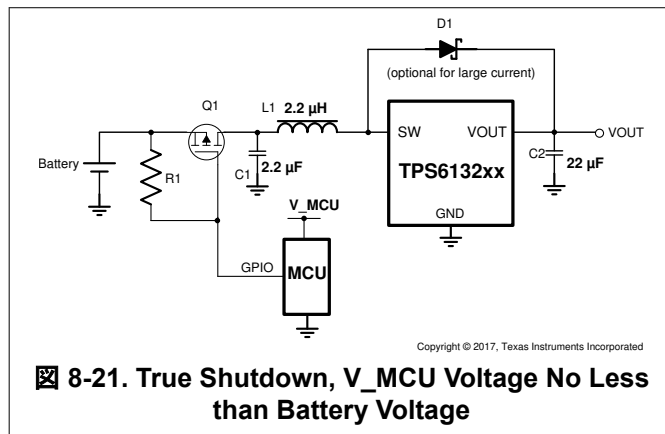 D1
(optional for large current)
Q1
L1 2.2 µH
SW VOUT
VOUT
Battery
R1
2.2 µF
C1
TPS6132xx
C2
22 µF
V_MCU
GND
GPIO
MCU
Copyright © 2017, Texas Instruments Incorporated
図 8-21. True Shutdown, V_MCU Voltage No Less
than Battery Voltage